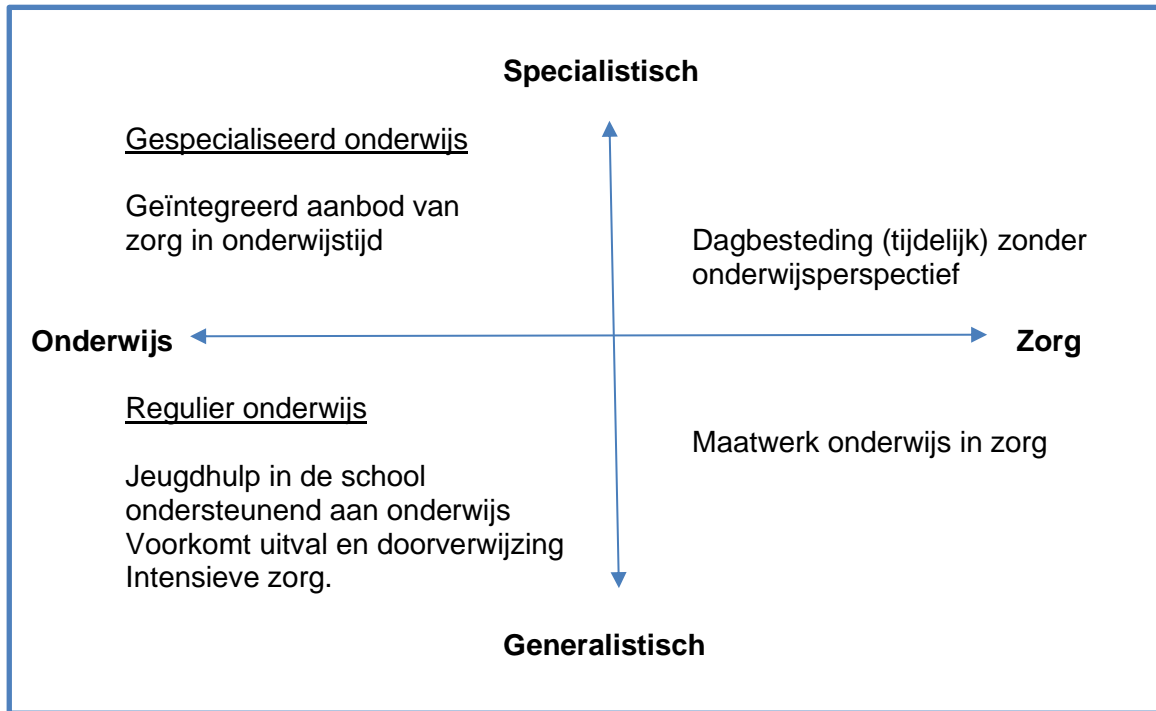 Specialistisch
Gespecialiseerd onderwijs
Geïntegreerd aanbod van
zorg in onderwijstijd
Dagbesteding (tijdelijk) zonder
onderwijsperspectief
Onderwijs
Zorg
Regulier onderwijs
Maatwerk onderwijs in zorg
Jeugdhulp in de school
ondersteunend aan onderwijs
Voorkomt uitval en doorverwijzing
Intensieve zorg.
Generalistisch